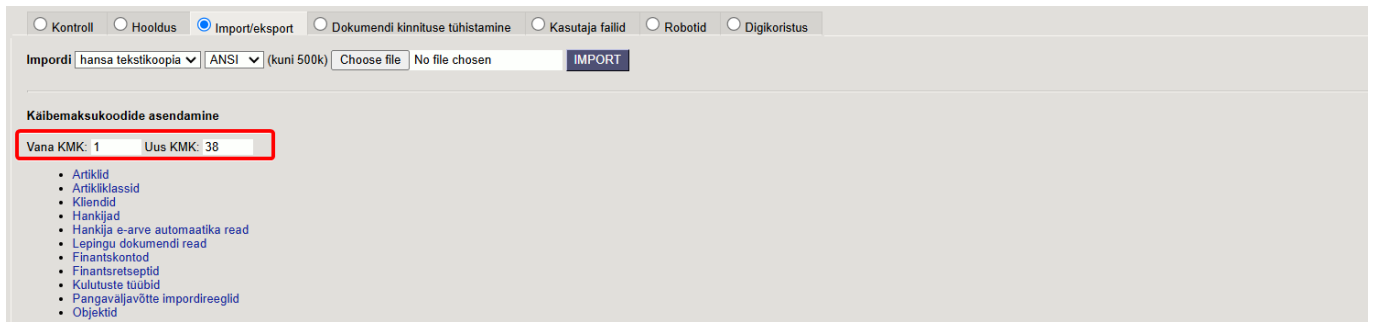 Kontroll Hooldus Import/eksport Dokumendi kinnituse tühistamine Kasutaja failid Robotid Digikoristus
Impordi hansa tekstikoopia ANSI (kuni 500k) Choose file No file chosen IMPORT
Käibemaksukoodide asendamine
Vana KMK: 1 Uus KMK: 38
Artiklid
Artikliklassid
Kliendid
Hankijad
Hankija e-arve automaatika read
Lepingu dokumendi read
Finantskontod
Finantsretseptid
Kulutuste tüübid
Pangaväljavõtte impordireeglid
Objektid